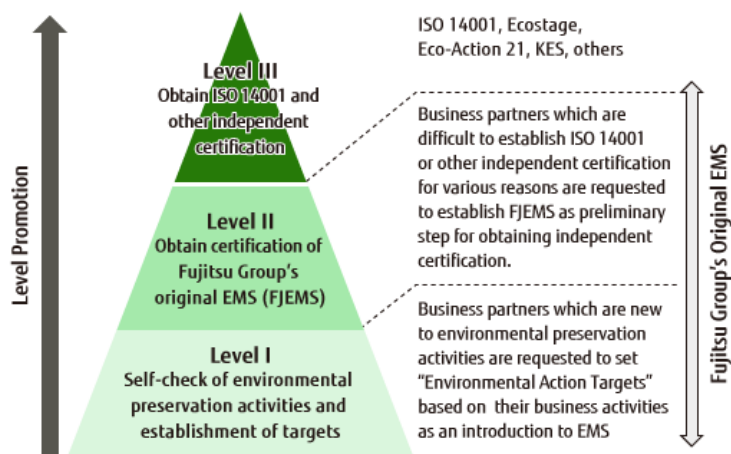 Level Promotion
Level III
Obtain ISO 14001 and
other independent
certification
Level II
Obtain certification of
Fujitsu Group's
original EMS (FJEMS)
Level I
Self-check of environmental
preservation activities and
establishment of targets
ISO 14001, Ecostage,
Eco-Action 21, KES, others
Business partners which are
difficult to establish ISO 14001
or other independent certification
for various reasons are requested
to establish FJEMS as preliminary
step for obtaining independent
certification.
Business partners which are new
to environmental preservation
activities are requested to set
“Environmental Action Targets”
based on their business activities
as an introduction to EMS
Fujitsu Group's Original EMS